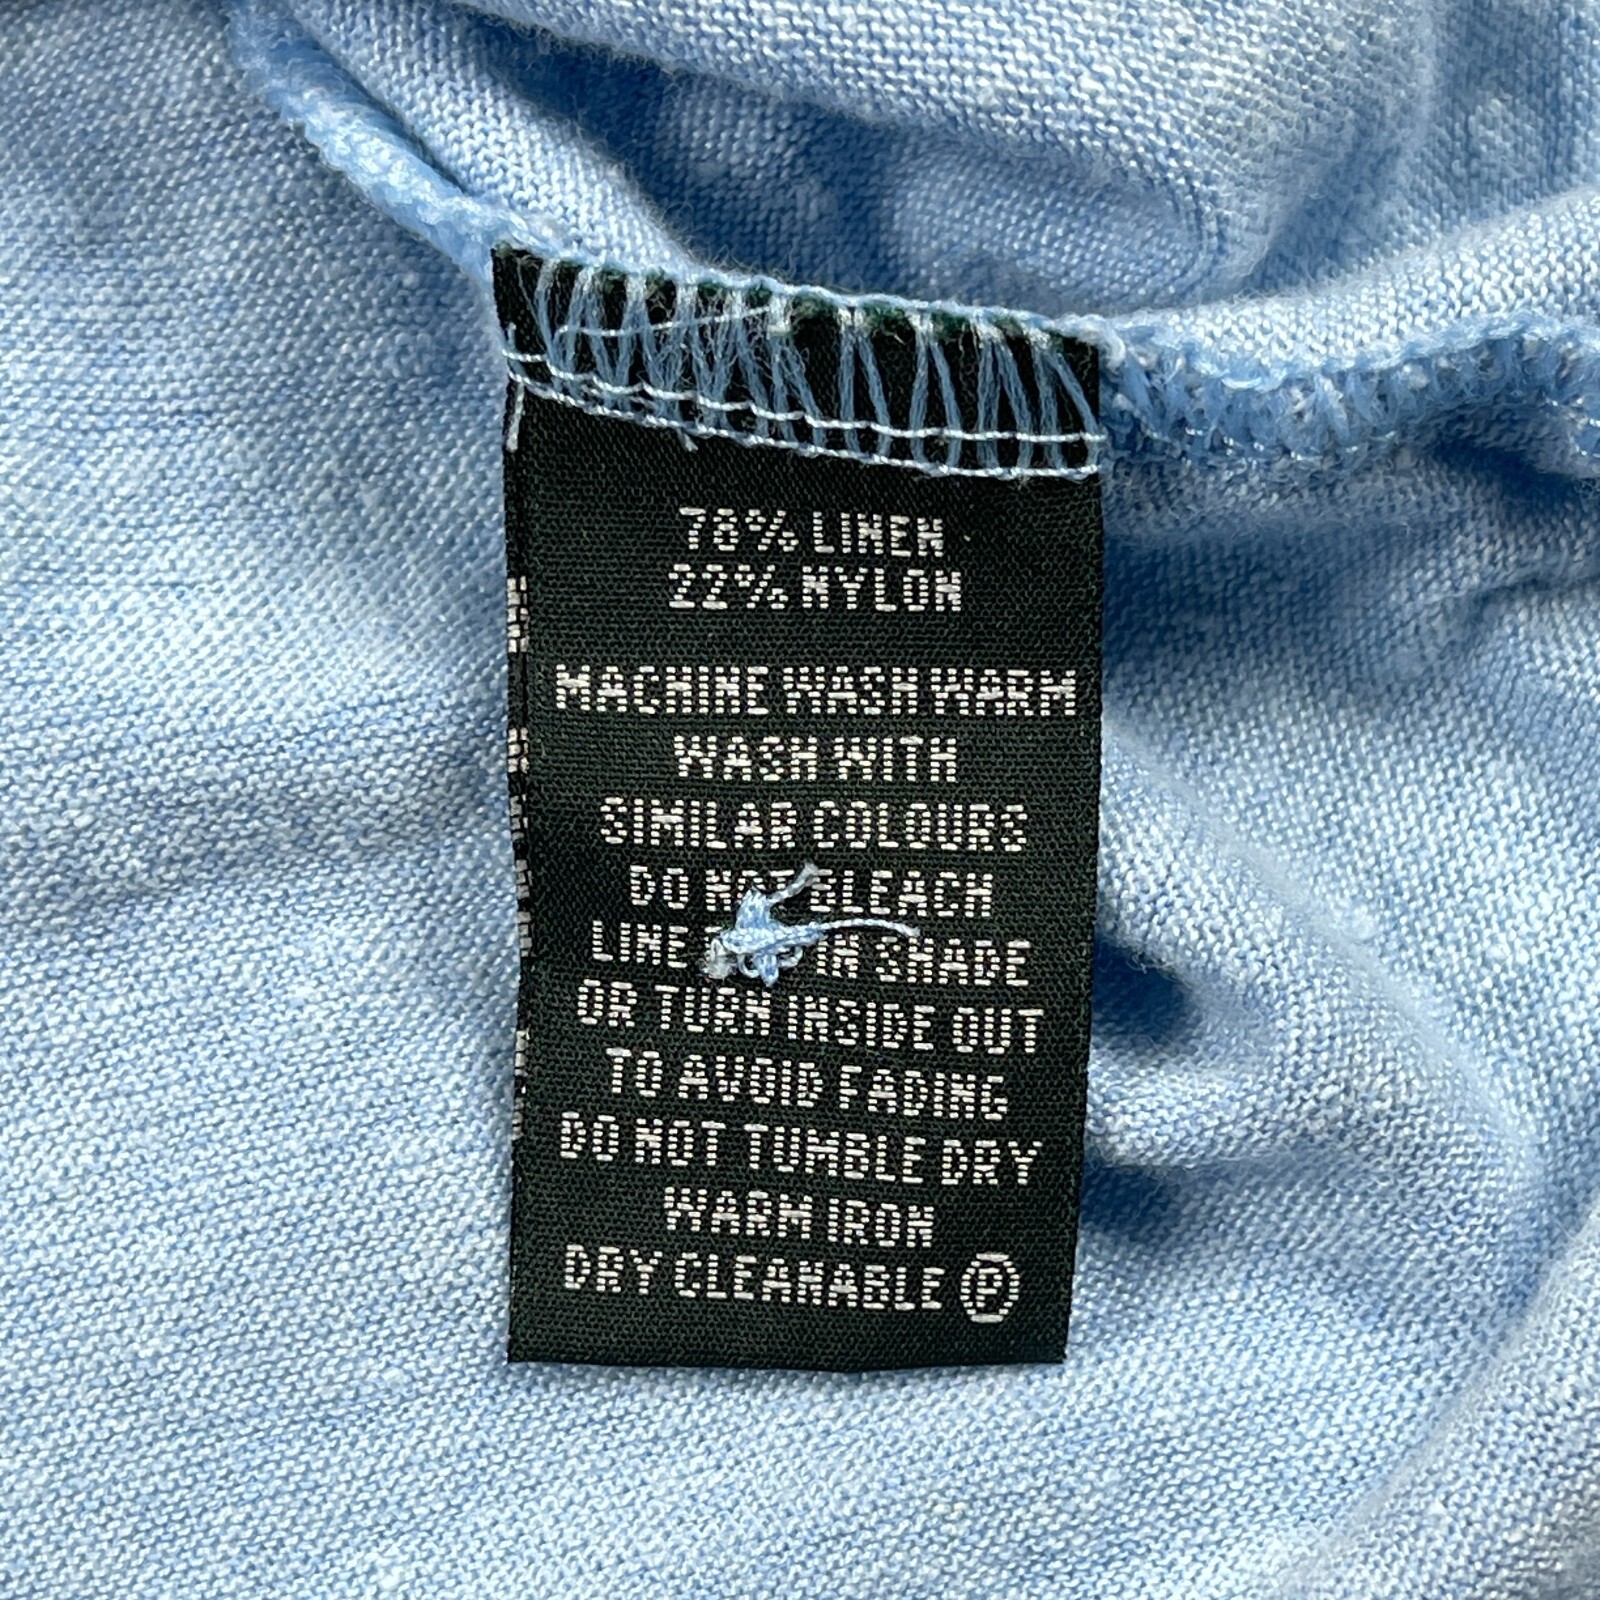 78% LINEN
22% NYLON
MACHINE WASH WARM
WASH WITH
SIMILAR COLOURS
DO NOT BLEACH
LINE IN SHADE
OR TURN INSIDE OUT
TO AVOID FADING
DO NOT TUMBLE DRY
WARM IRON
DRY CLEANABLE Ⓟ